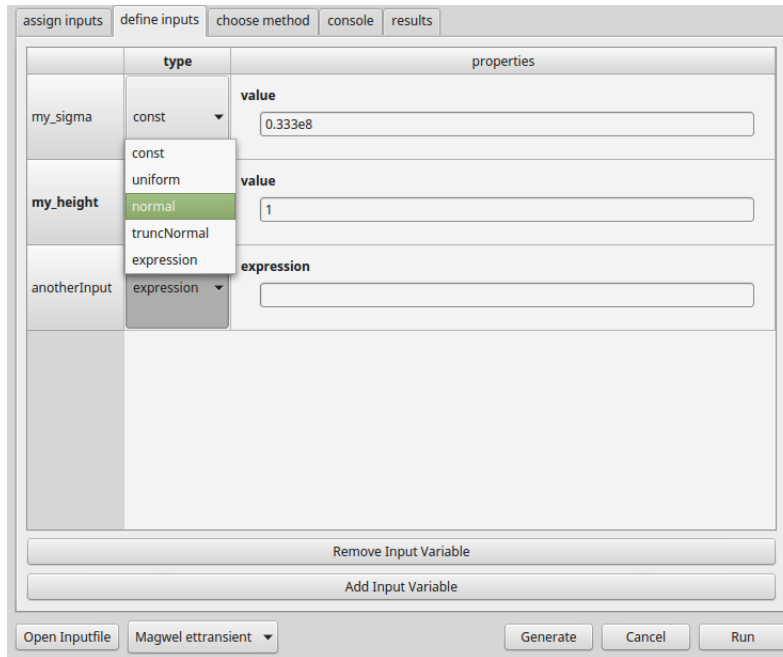 assign inputs define inputs choose method console results
type properties
my_sigma const value
0.333e8
const
uniform
my_height normal value
1
truncNormal
expression
anotherInput expression expression
Remove Input Variable
Add Input Variable
Open Inputfile Magwel ettransient Generate Cancel Run